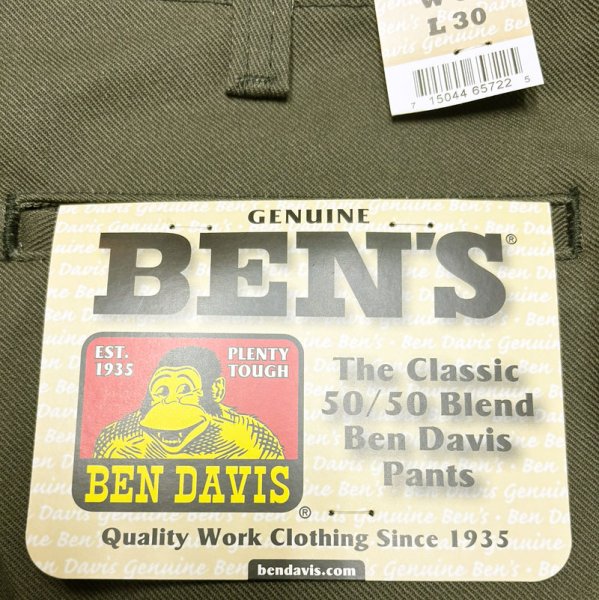 L 30
7 15044 65722 5
GENUINE
BEN'S®
EST.
1935
PLENTY
TOUGH
BEN DAVIS
®
The Classic
50/50 Blend
Ben Davis
Pants
Quality Work Clothing Since 1935
bendavis.com